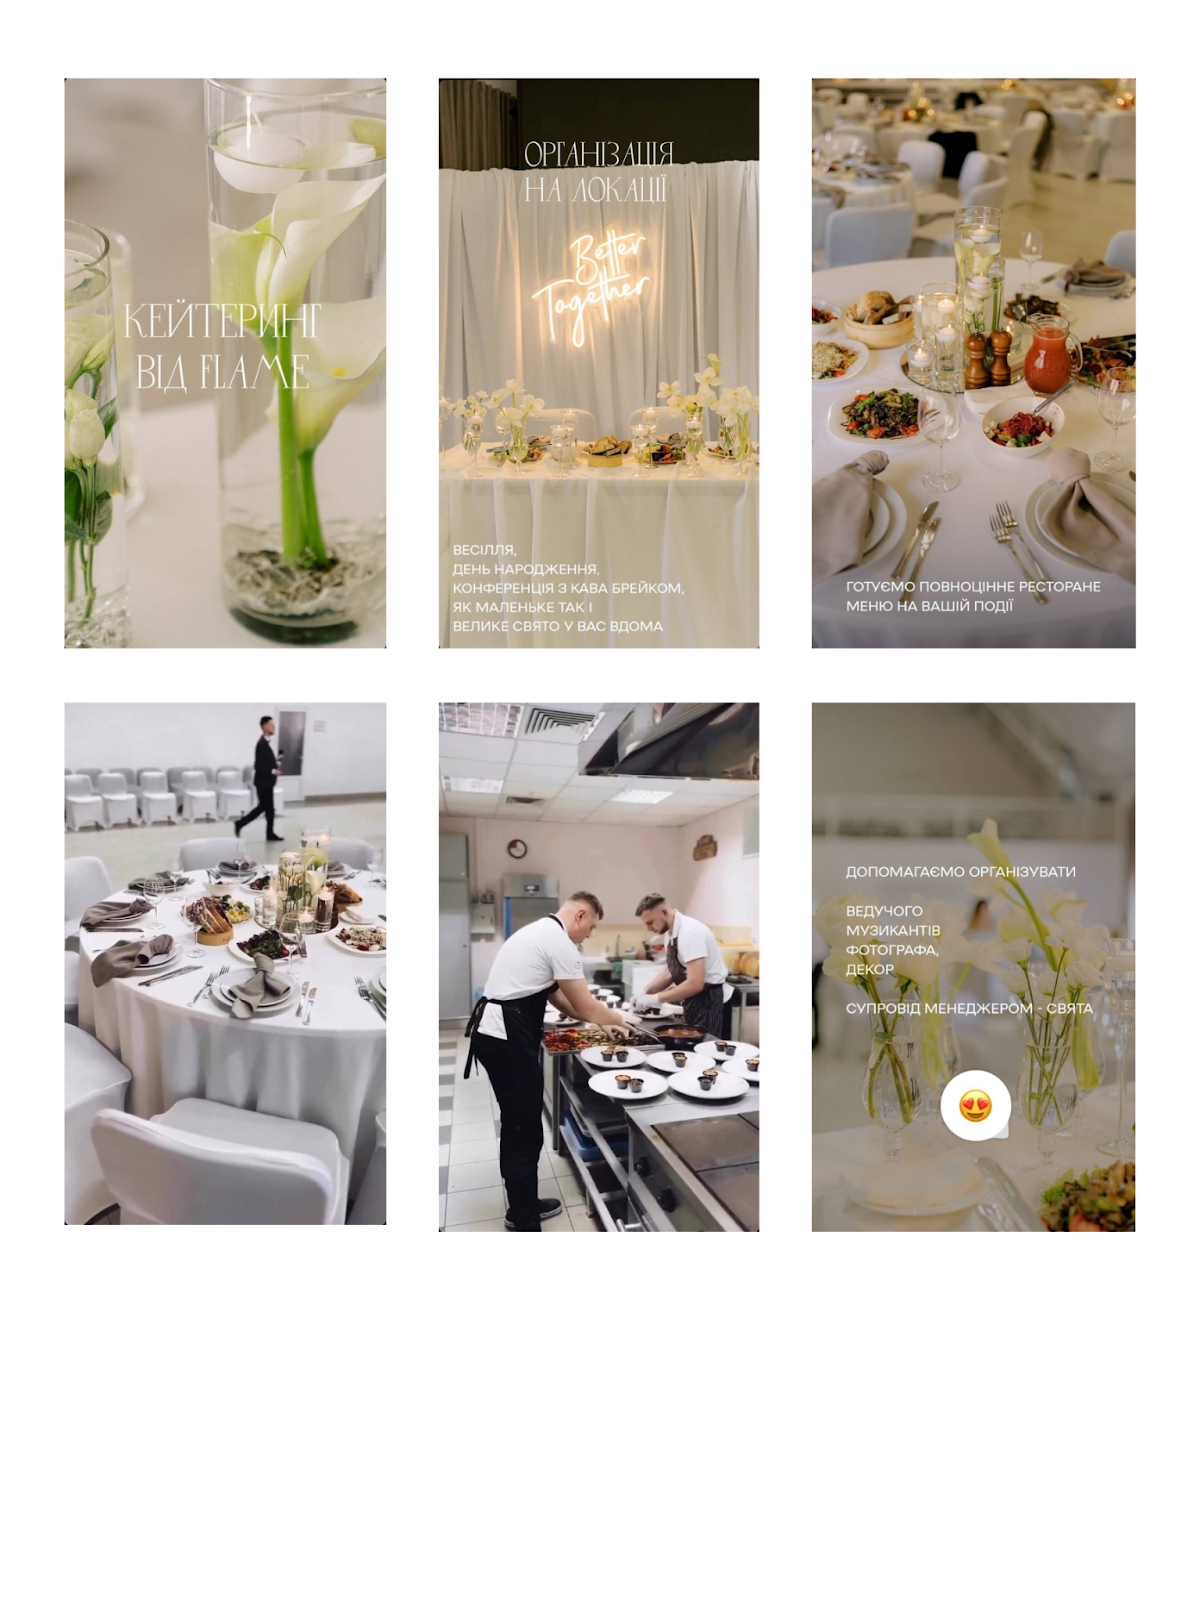 КЕЙТЕРИНГ
ВІД FLAME
ОРГАНІЗАЦІЯ
НА ЛОКАЦІЇ
Better
Together
ВЕСІЛЛЯ,
ДЕНЬ НАРОДЖЕННЯ,
КОНФЕРЕНЦІЯ З КАВА БРЕЙКОМ,
ЯК МАЛЕНЬКЕ ТАК І
ВЕЛИКЕ СВЯТО У ВАС ВДОМА
ГОТУЄМО ПОВНОЦІННЕ РЕСТОРАНЕ
МЕНЮ НА ВАШІЙ ПОДІЇ
ДОПОМАГАЄМО ОРГАНІЗУВАТИ
ВЕДУЧОГО
МУЗИКАНТІВ
ФОТОГРАФА,
ДЕКОР
СУПРОВІД МЕНЕДЖЕРОМ - СВЯТА